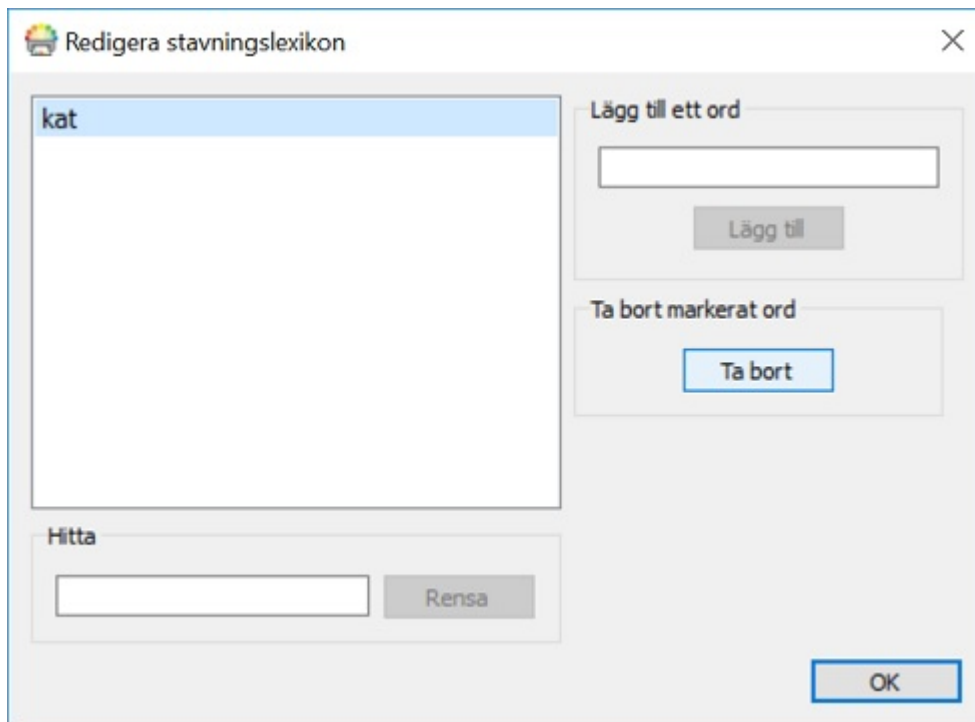 Redigera stavningslexikon
kat
Lägg till ett ord
Lägg till
Ta bort markerat ord
Ta bort
Hitta
Rensa
OK